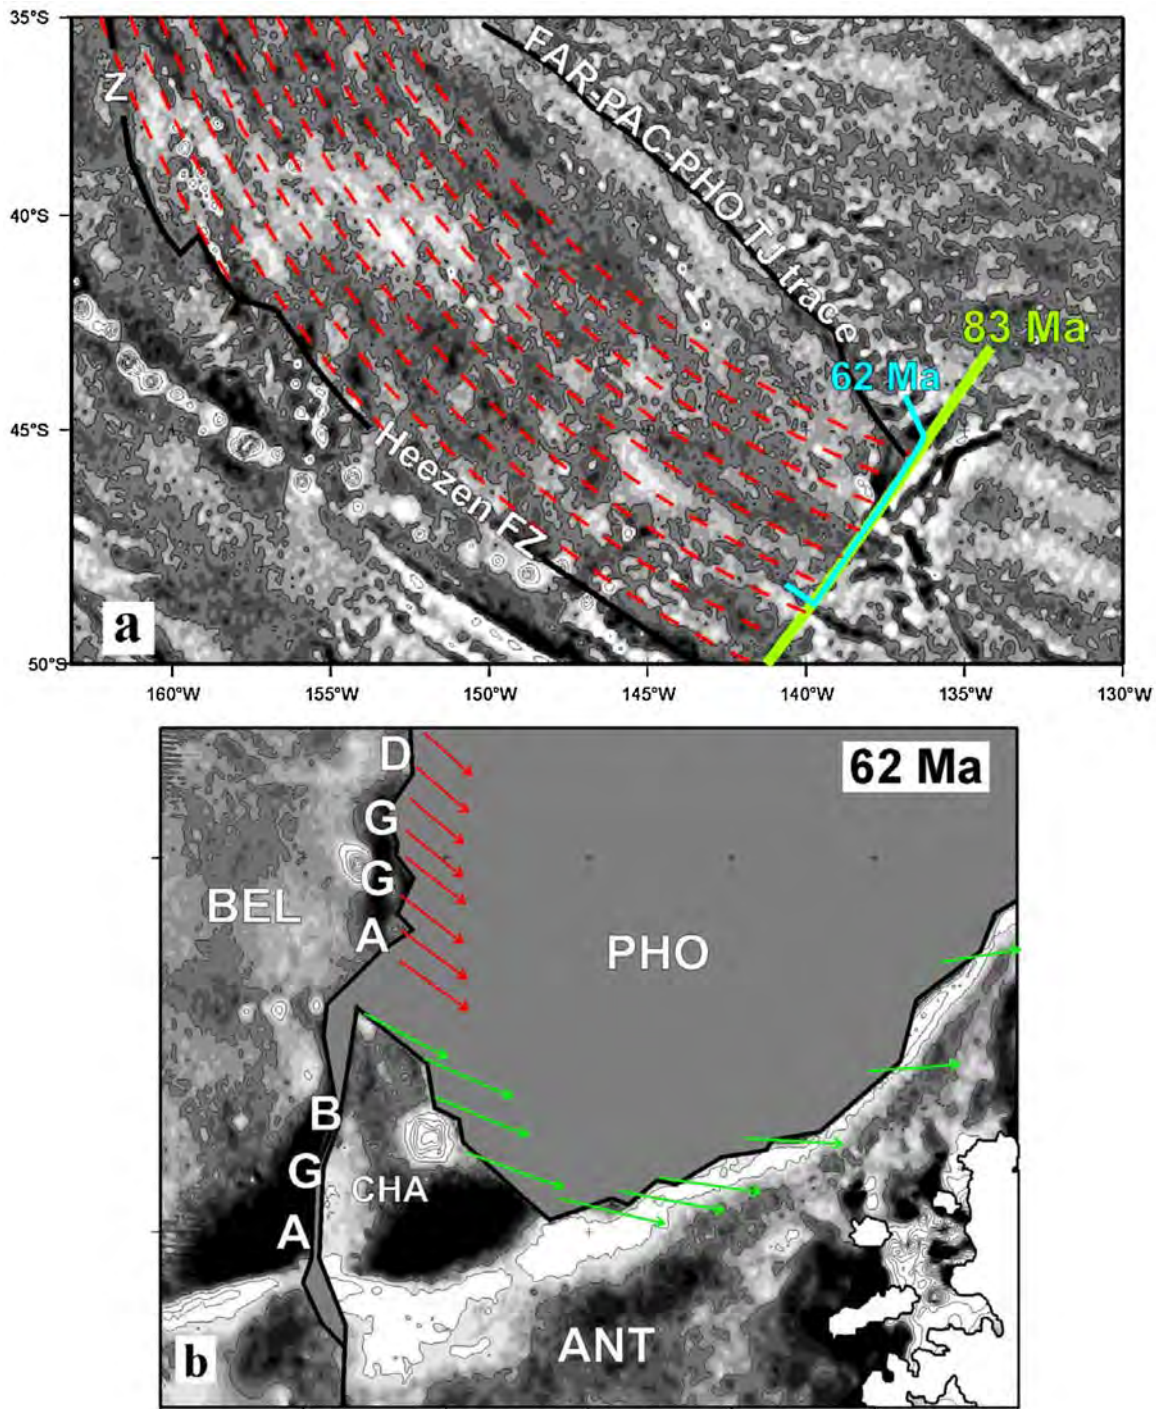 35°S
Z
FAR-PAC-PHO TJ trace
40°S
83 Ma
62 Ma
45°S
Heezen FZ
a
50°S
160°W
155°W
150°W
145°W
140°W
135°W
130°W
D
62 Ma
G
G
BEL
A
PHO
B
G
CHA
A
b
ANT